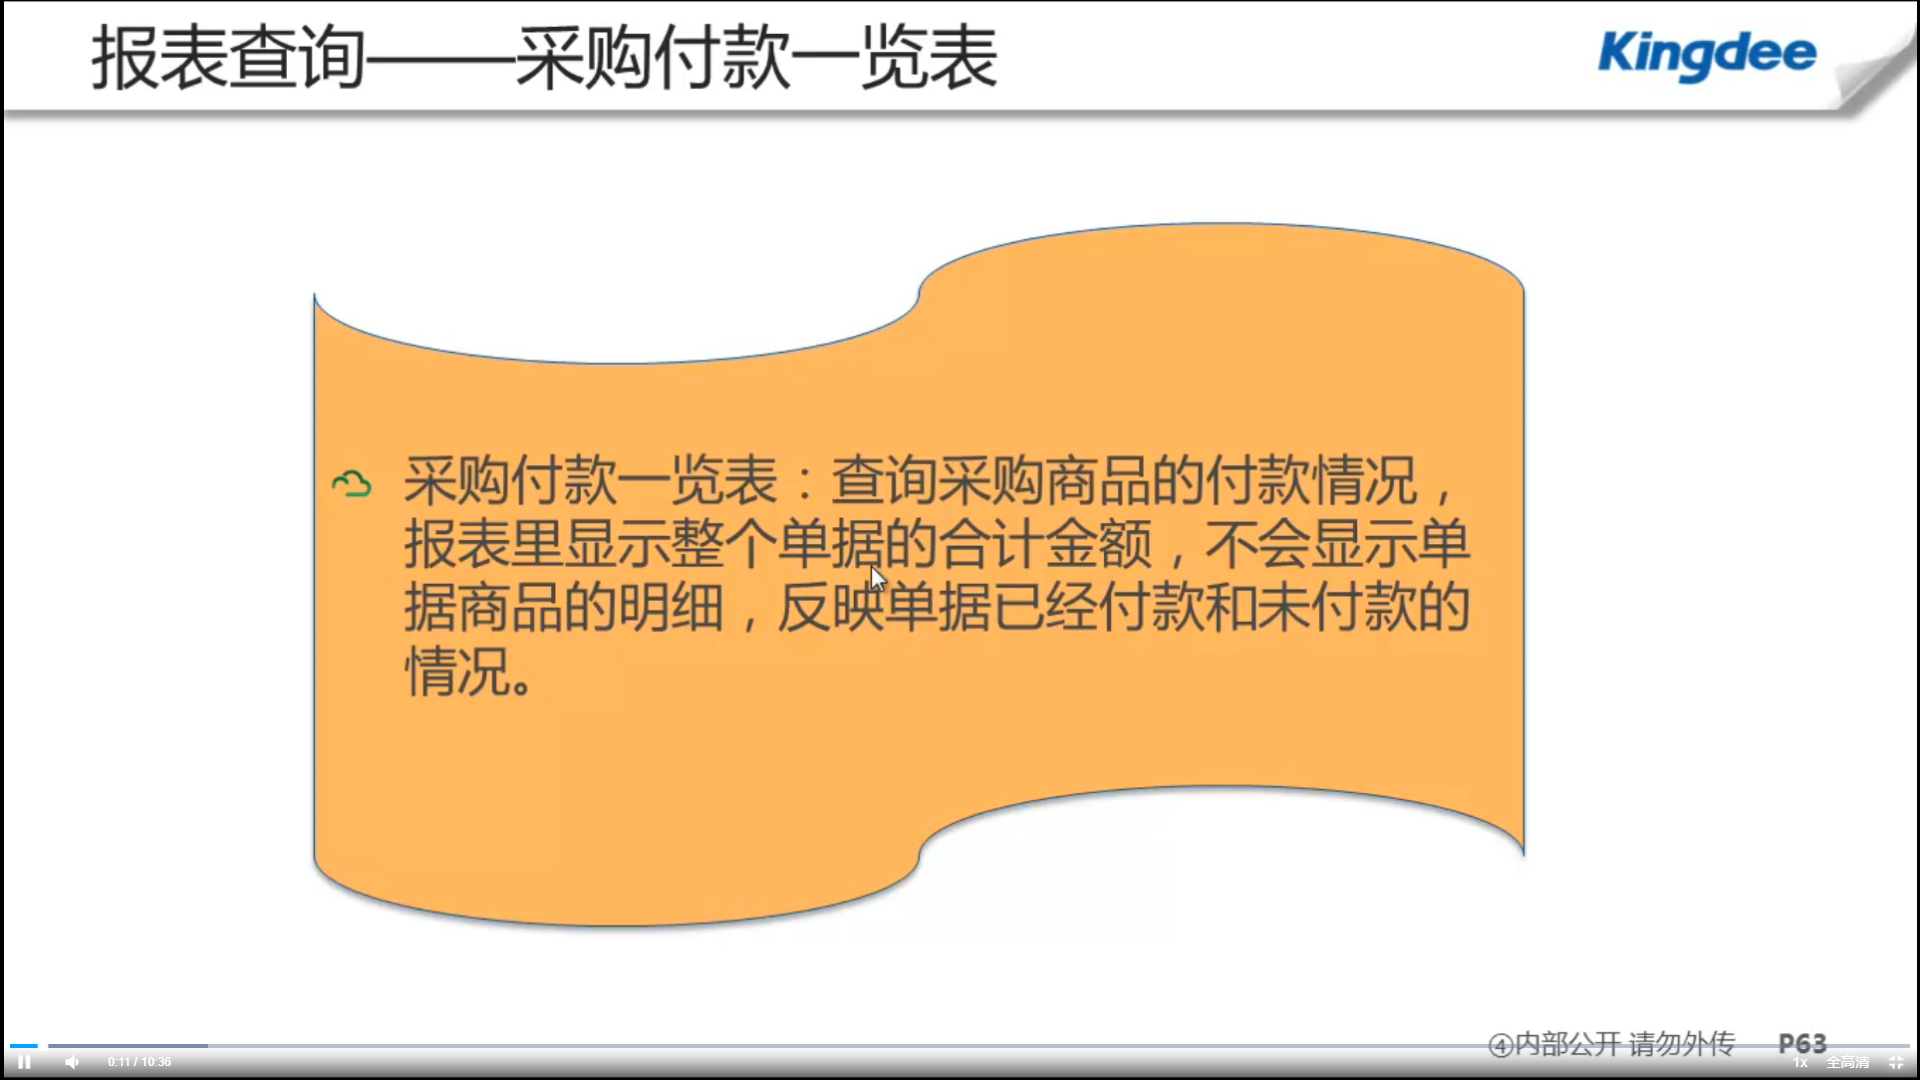 报表查询——采购付款一览表
Kingdee
采购付款一览表：查询采购商品的付款情况，
报表里显示整个单据的合计金额，不会显示单
据商品的明细，反映单据已经付款和未付款的
情况。
④内部公开 请勿外传 P63
0:11 / 10:36 1x 全高清